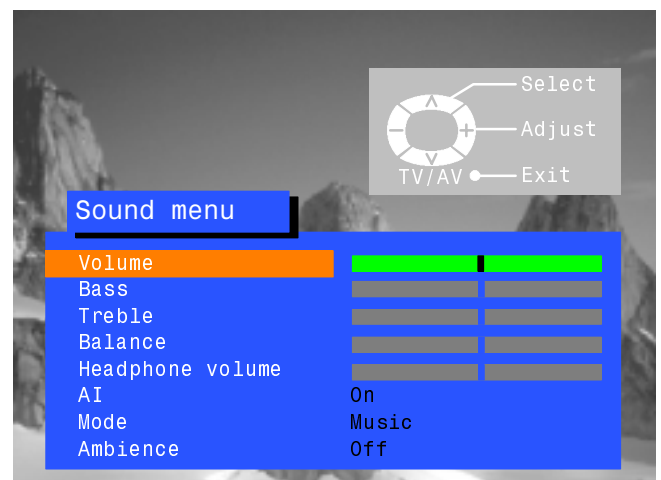 Select
Adjust
TV/AV Exit
Sound menu
Volume
Bass
Treble
Balance
Headphone volume
AI On
Mode Music
Ambience Off